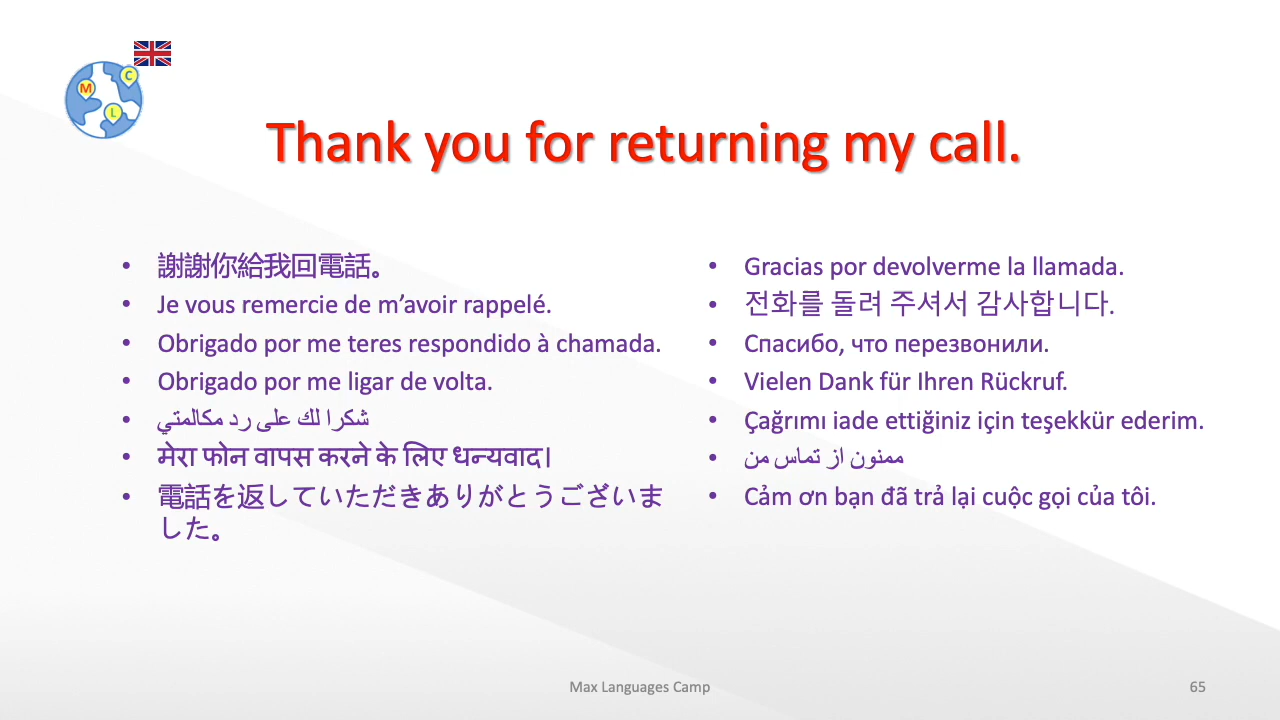 M
C
L
Thank you for returning my call.
謝謝你給我回電話。
Je vous remercie de m’avoir rappelé.
Obrigado por me teres respondido à chamada.
Obrigado por me ligar de volta.
شكرا لك على رد مكالمتي
मेरा फोन वापस करने के लिए धन्यवाद।
電話を返していただきありがとうございま
した。
Gracias por devolverme la llamada.
전화를 돌려 주셔서 감사합니다.
Спасибо, что перезвонили.
Vielen Dank für Ihren Rückruf.
Çağrımı iade ettiğiniz için teşekkür ederim.
ممنون از تماس من
Cảm ơn bạn đã trả lại cuộc gọi của tôi.
Max Languages Camp
65